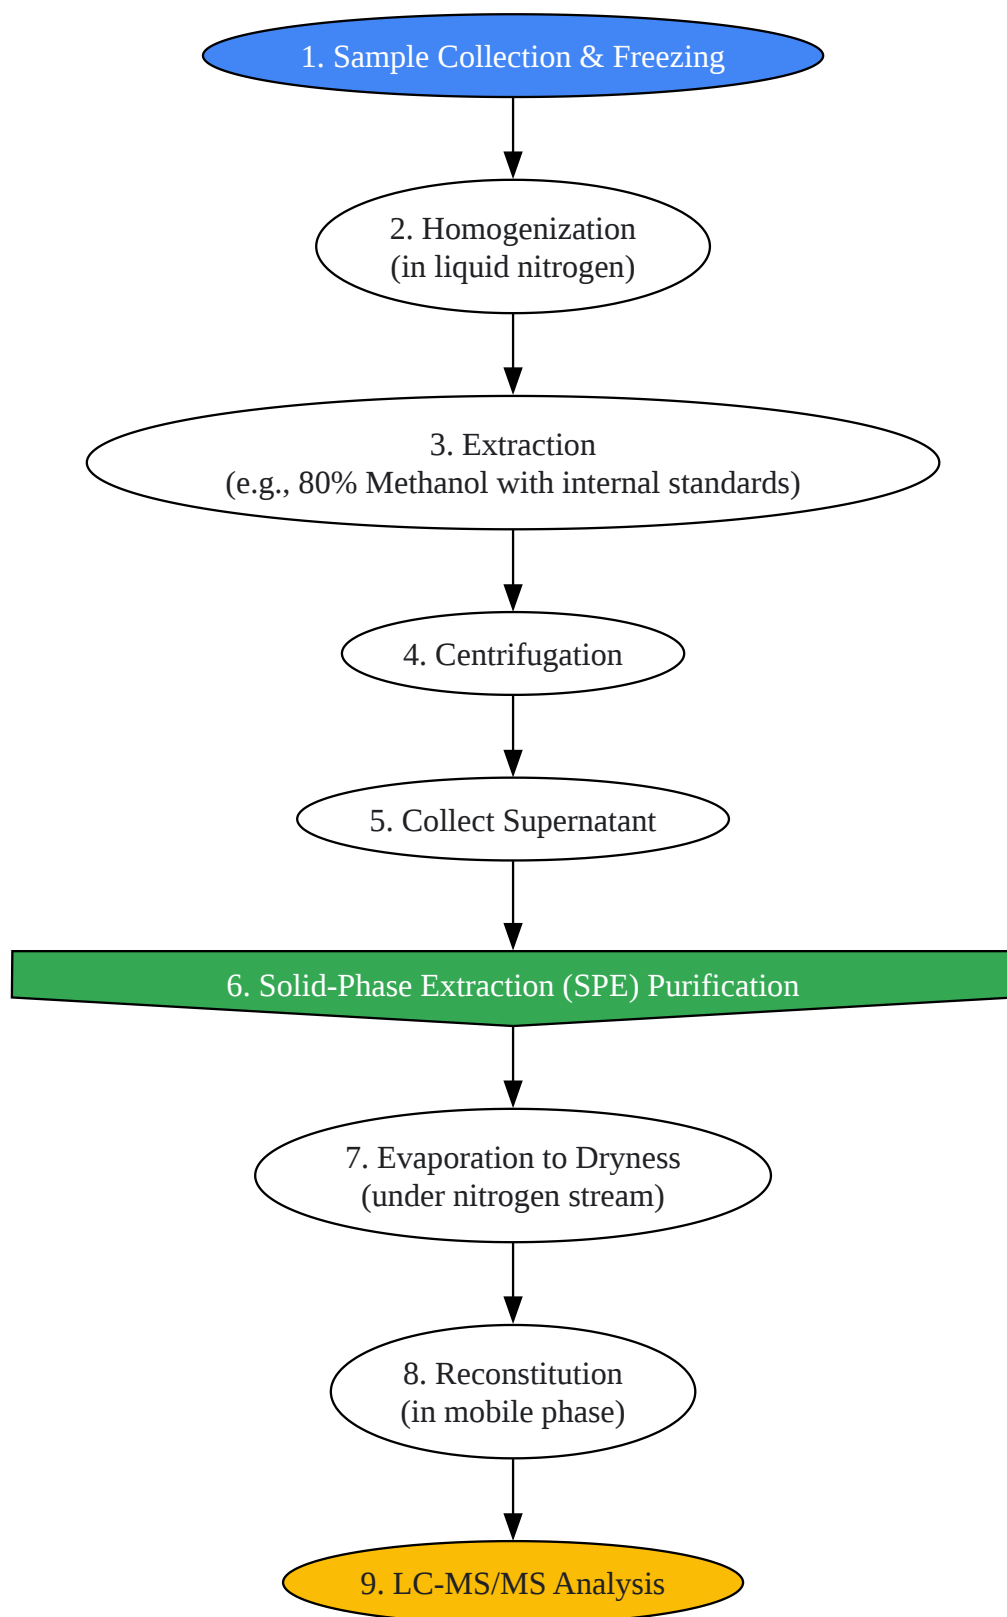 1. Sample Collection & Freezing
2. Homogenization
(in liquid nitrogen)
3. Extraction
(e.g., 80% Methanol with internal standards)
4. Centrifugation
5. Collect Supernatant
6. Solid-Phase Extraction (SPE) Purification
7. Evaporation to Dryness
(under nitrogen stream)
8. Reconstitution
(in mobile phase)
9. LC-MS/MS Analysis